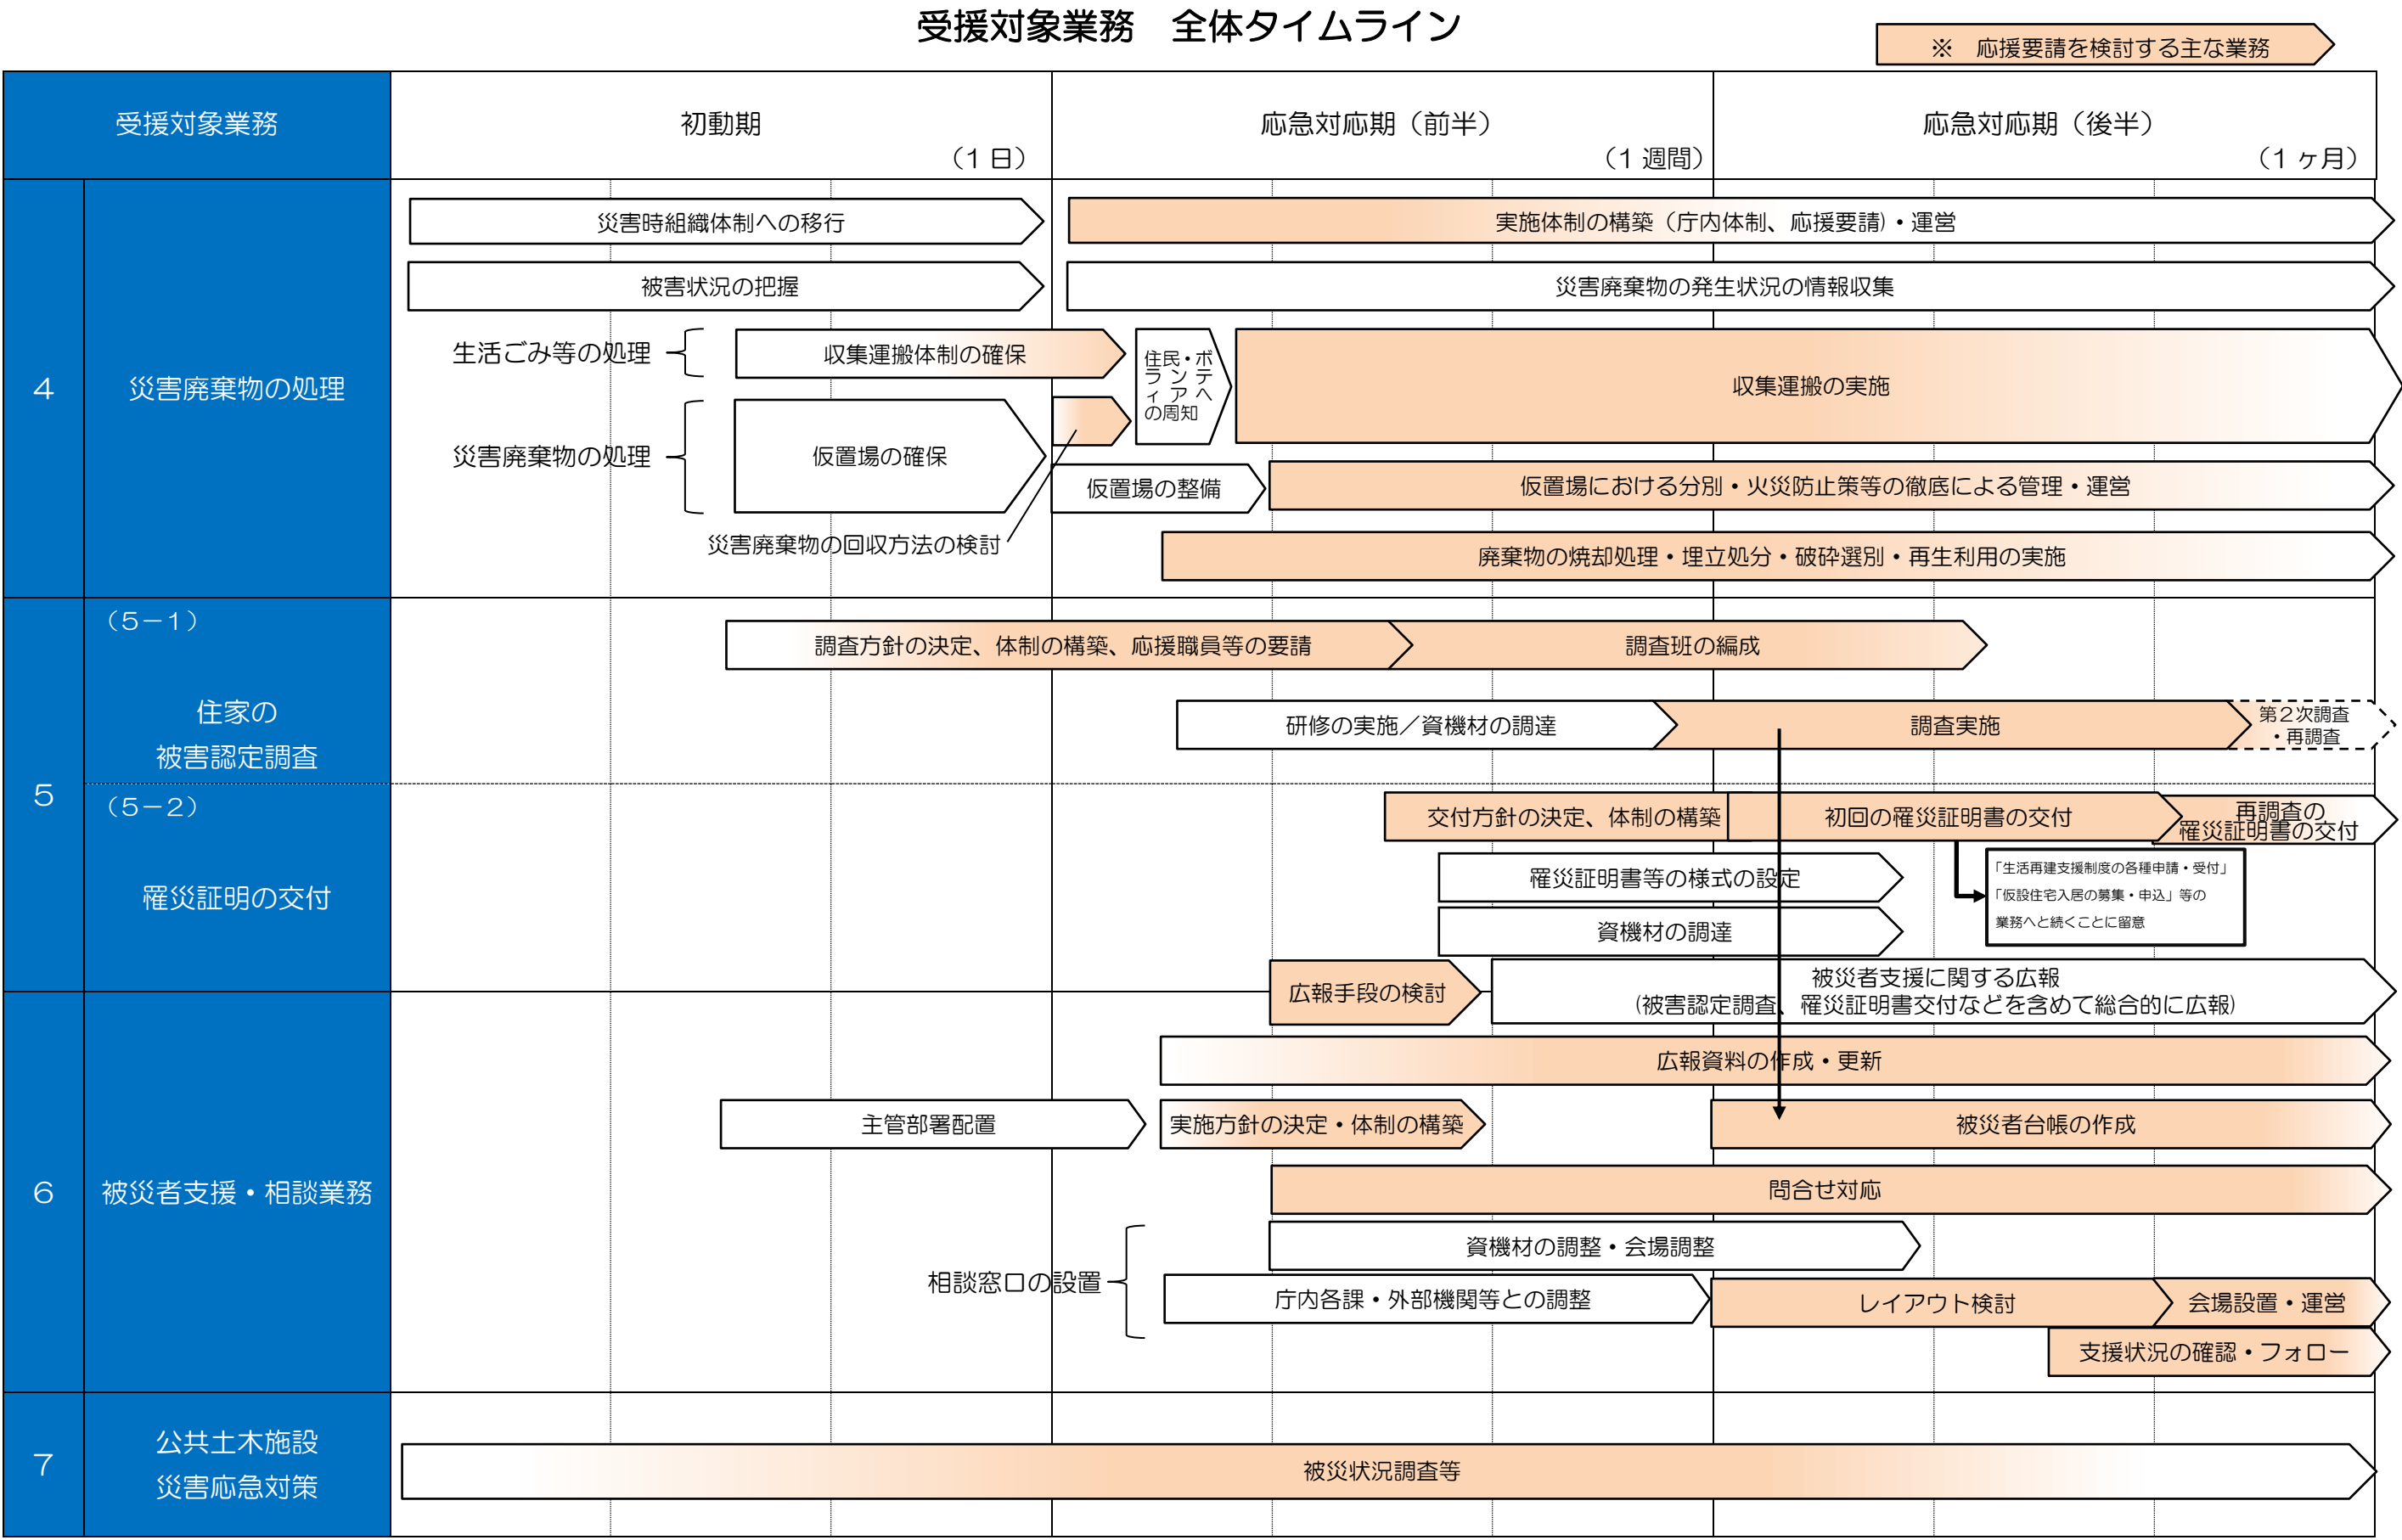 受援対象業務　全体タイムライン
※　応援要請を検討する主な業務
受援対象業務
初動期
（1 日）
応急対応期（前半）
（1 週間）
応急対応期（後半）
（1 ヶ月）
4
災害廃棄物の処理
災害時組織体制への移行
実施体制の構築（庁内体制、応援要請）・運営
被害状況の把握
災害廃棄物の発生状況の情報収集
生活ごみ等の処理
収集運搬体制の確保
住民・ボ
ランテ
ィアへ
の周知
収集運搬の実施
災害廃棄物の処理
仮置場の確保
仮置場の整備
仮置場における分別・火災防止策等の徹底による管理・運営
災害廃棄物の回収方法の検討
廃棄物の焼却処理・埋立処分・破砕選別・再生利用の実施
5
（5－1）
住家の
被害認定調査
調査方針の決定、体制の構築、応援職員等の要請
調査班の編成
研修の実施／資機材の調達
調査実施
第２次調査
・再調査
（5－2）
罹災証明の交付
交付方針の決定、体制の構築
初回の罹災証明書の交付
再調査の
罹災証明書の交付
罹災証明書等の様式の設定
「生活再建支援制度の各種申請・受付」
「仮設住宅入居の募集・申込」等の
業務へと続くことに留意
資機材の調達
広報手段の検討
被災者支援に関する広報
(被害認定調査、罹災証明書交付などを含めて総合的に広報)
6
被災者支援・相談業務
広報資料の作成・更新
主管部署配置
実施方針の決定・体制の構築
被災者台帳の作成
問合せ対応
相談窓口の設置
資機材の調整・会場調整
庁内各課・外部機関等との調整
レイアウト検討
会場設置・運営
支援状況の確認・フォロー
7
公共土木施設
災害応急対策
被災状況調査等